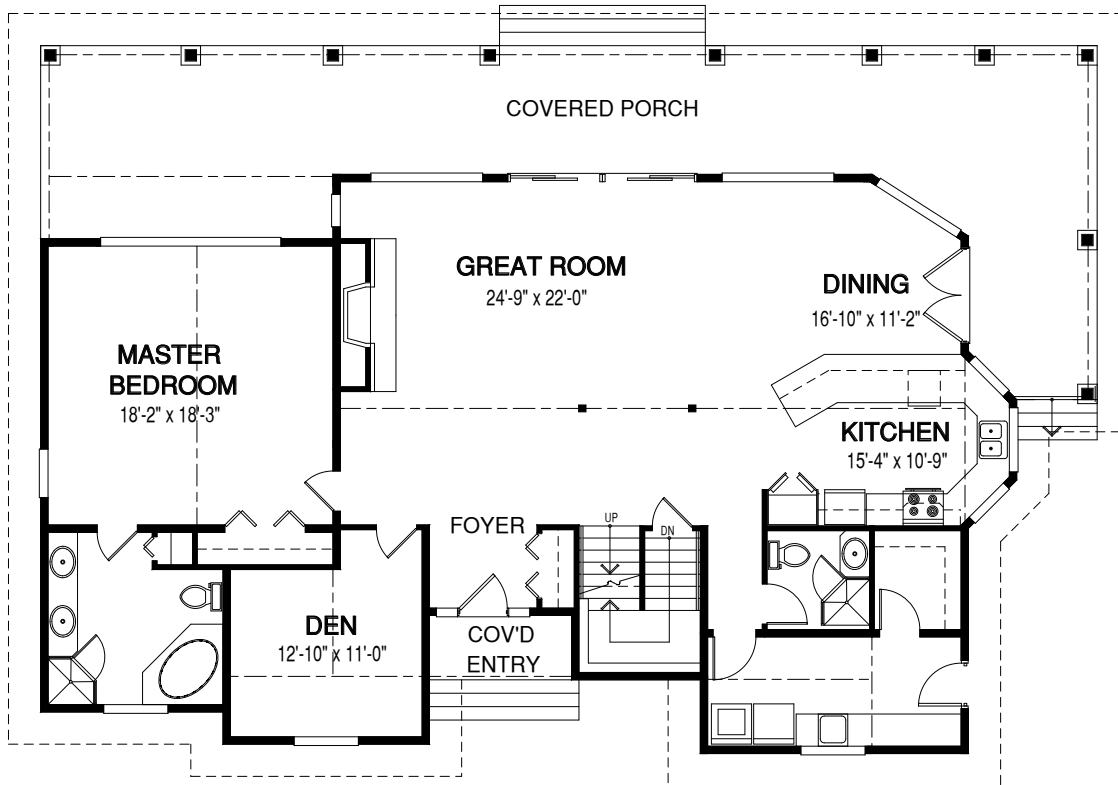 COVERED PORCH
GREAT ROOM
24'-9" x 22'-0"
DINING
16'-10" x 11'-2"
MASTER
BEDROOM
18'-2" x 18'-3"
KITCHEN
15'-4" x 10'-9"
FOYER
UP
DN
DEN
12'-10" x 11'-0"
COV'D
ENTRY